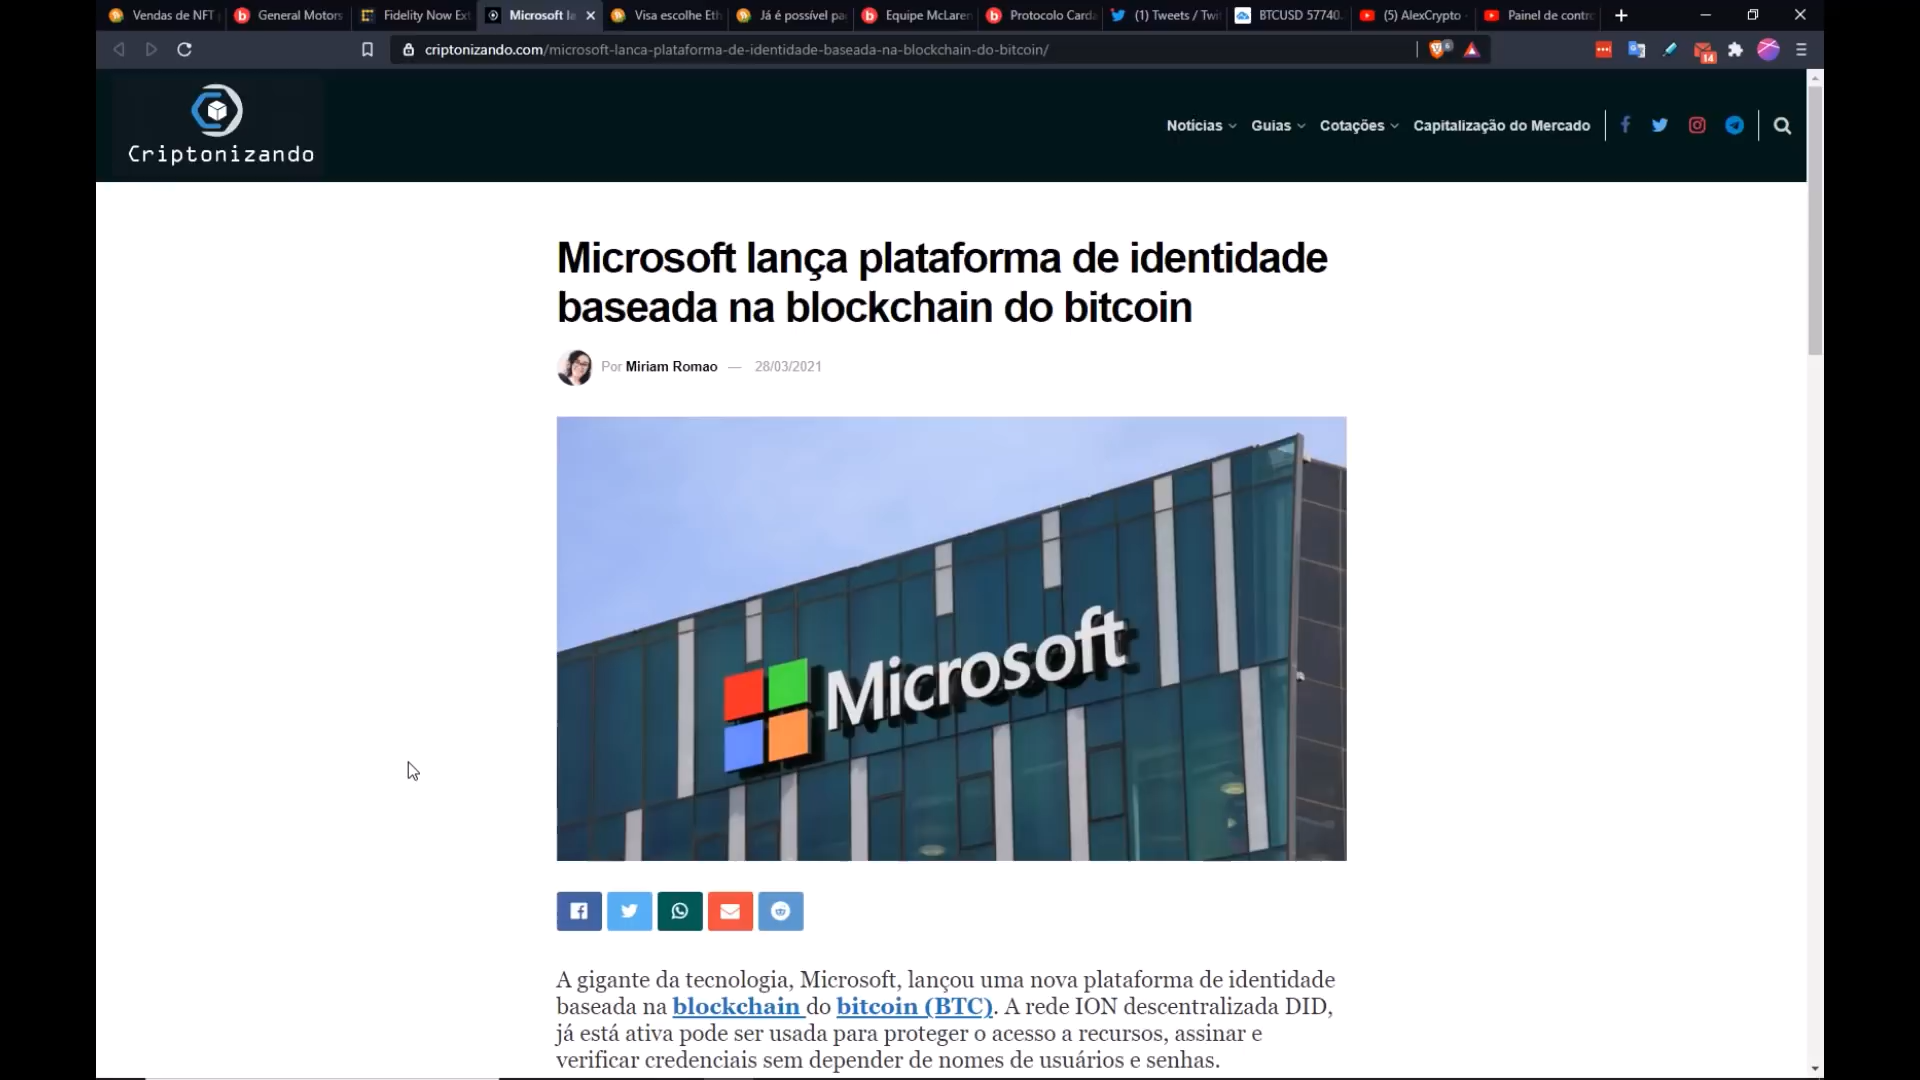 Vendas de NFT
General Motors
Fidelity Now Ext
Microsoft la
Visa escolhe Eth
Já é possível pa
Equipe McLaren
Protocolo Carda
(1) Tweets / Twi
BTCUSD 57740.
(5) AlexCrypto
Painel de contro
criptonizando.com/microsoft-lanca-plataforma-de-identidade-baseada-na-blockchain-do-bitcoin/
14
Criptonizando
Notícias
Guias
Cotações
Capitalização do Mercado
Microsoft lança plataforma de identidade
baseada na blockchain do bitcoin
Por Miriam Romao — 28/03/2021
Microsoft
A gigante da tecnologia, Microsoft, lançou uma nova plataforma de identidade
baseada na blockchain do bitcoin (BTC). A rede ION descentralizada DID,
já está ativa pode ser usada para proteger o acesso a recursos, assinar e
verificar credenciais sem depender de nomes de usuários e senhas.